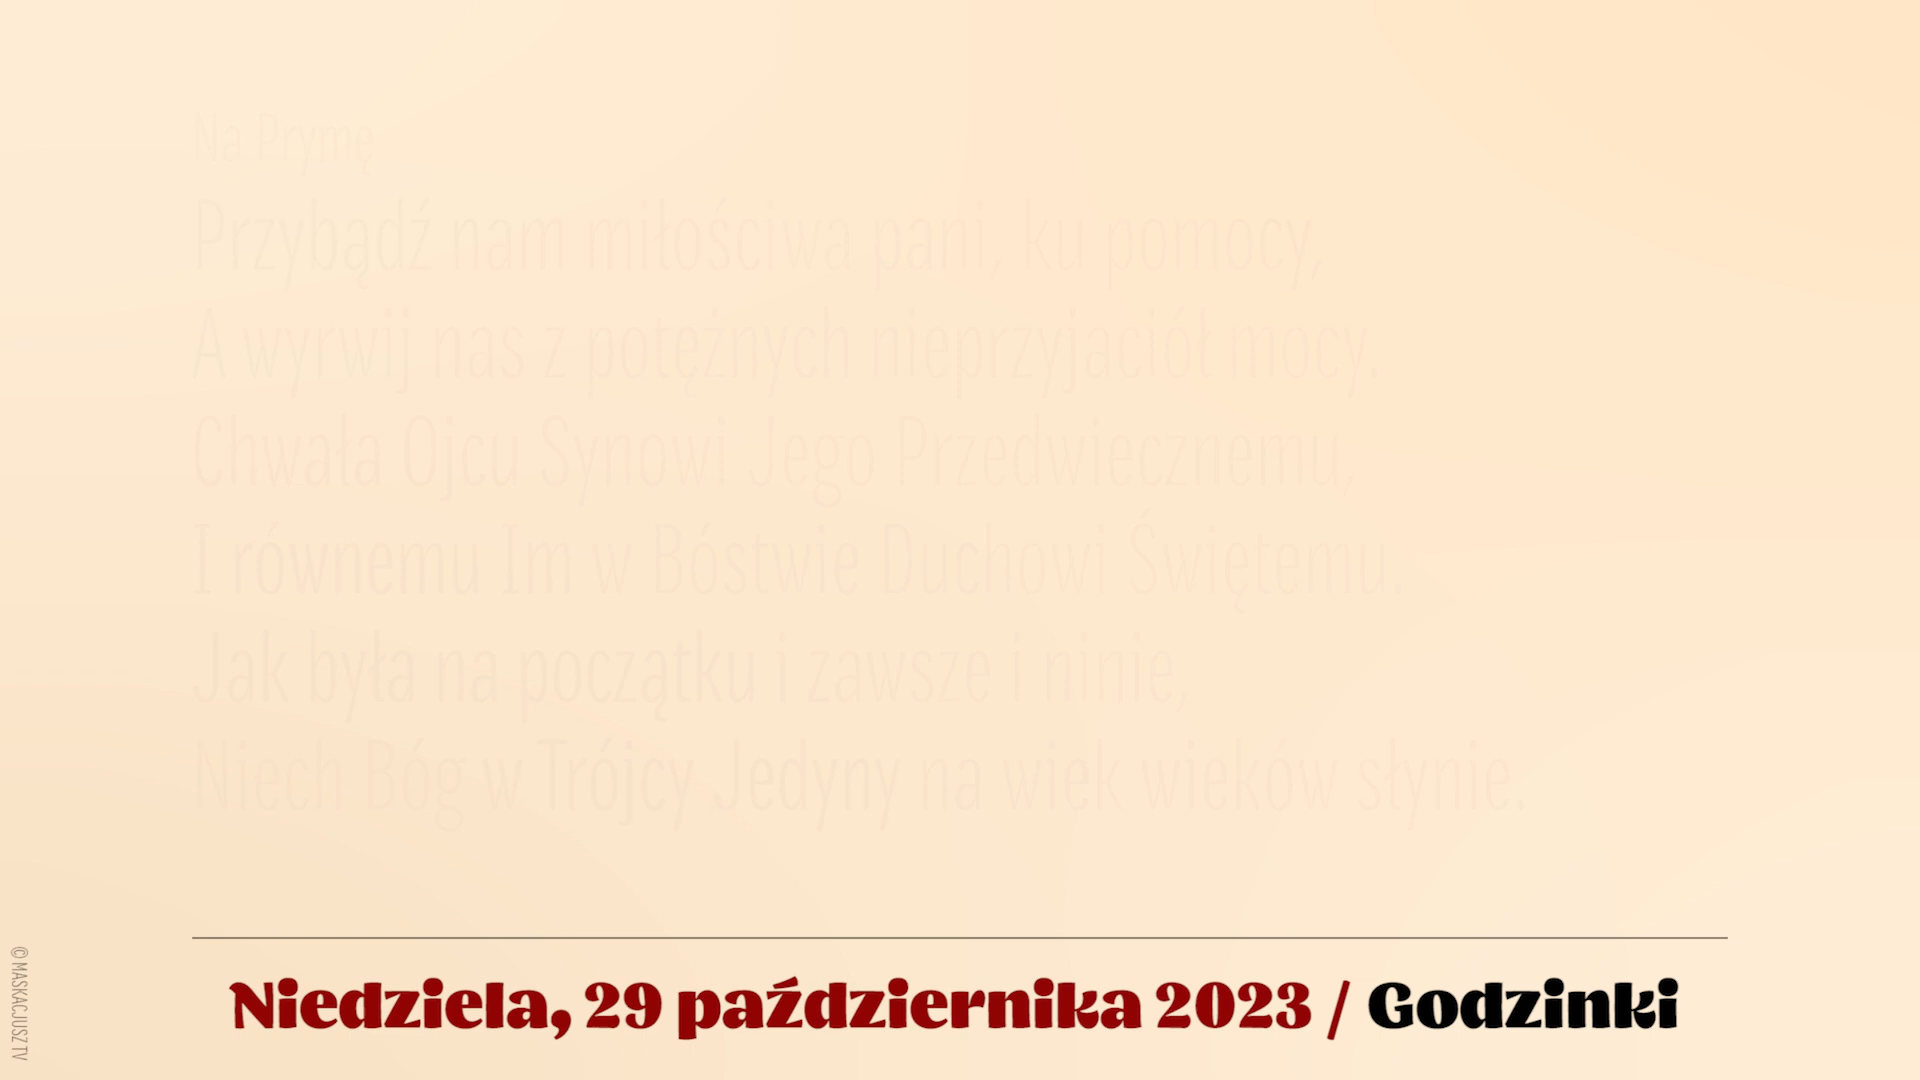 Na Prymę
Przybądź nam miłościwa pani, ku pomocy,
A wyrwij nas z potężnych nieprzyjaciół mocy.
Chwała Ojcu Synowi Jego Przedwiecznemu,
I równemu Im w Bóstwie Duchowi Świętemu.
Jak była na początku i zawsze i ninie,
Niech Bóg w Trójcy Jedyny na wiek wieków słynie.
Niedziela, 29 października 2023 / Godzinki
© MASKACJUSZ TV